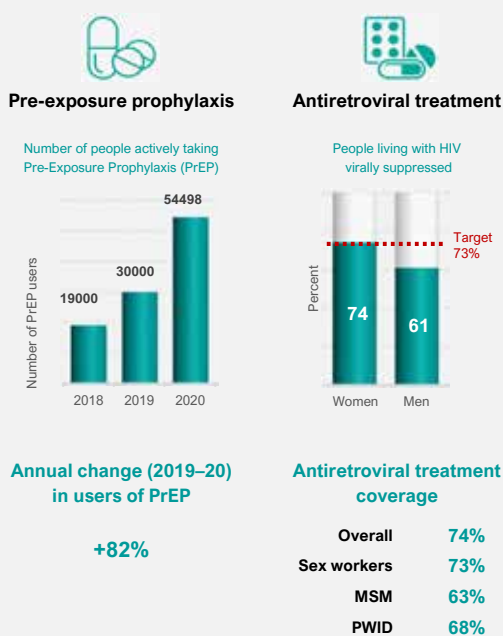 Pre-exposure prophylaxis
Number of people actively taking
Pre-Exposure Prophylaxis (PrEP)
Number of PrEP users
54498
30000
19000
2018
2019
2020
Annual change (2019–20)
in users of PrEP
+82%
Antiretroviral treatment
People living with HIV
virally suppressed
Percent
Target
73%
74
61
Women
Men
Antiretroviral treatment
coverage
Overall 74%
Sex workers 73%
MSM 63%
PWID 68%